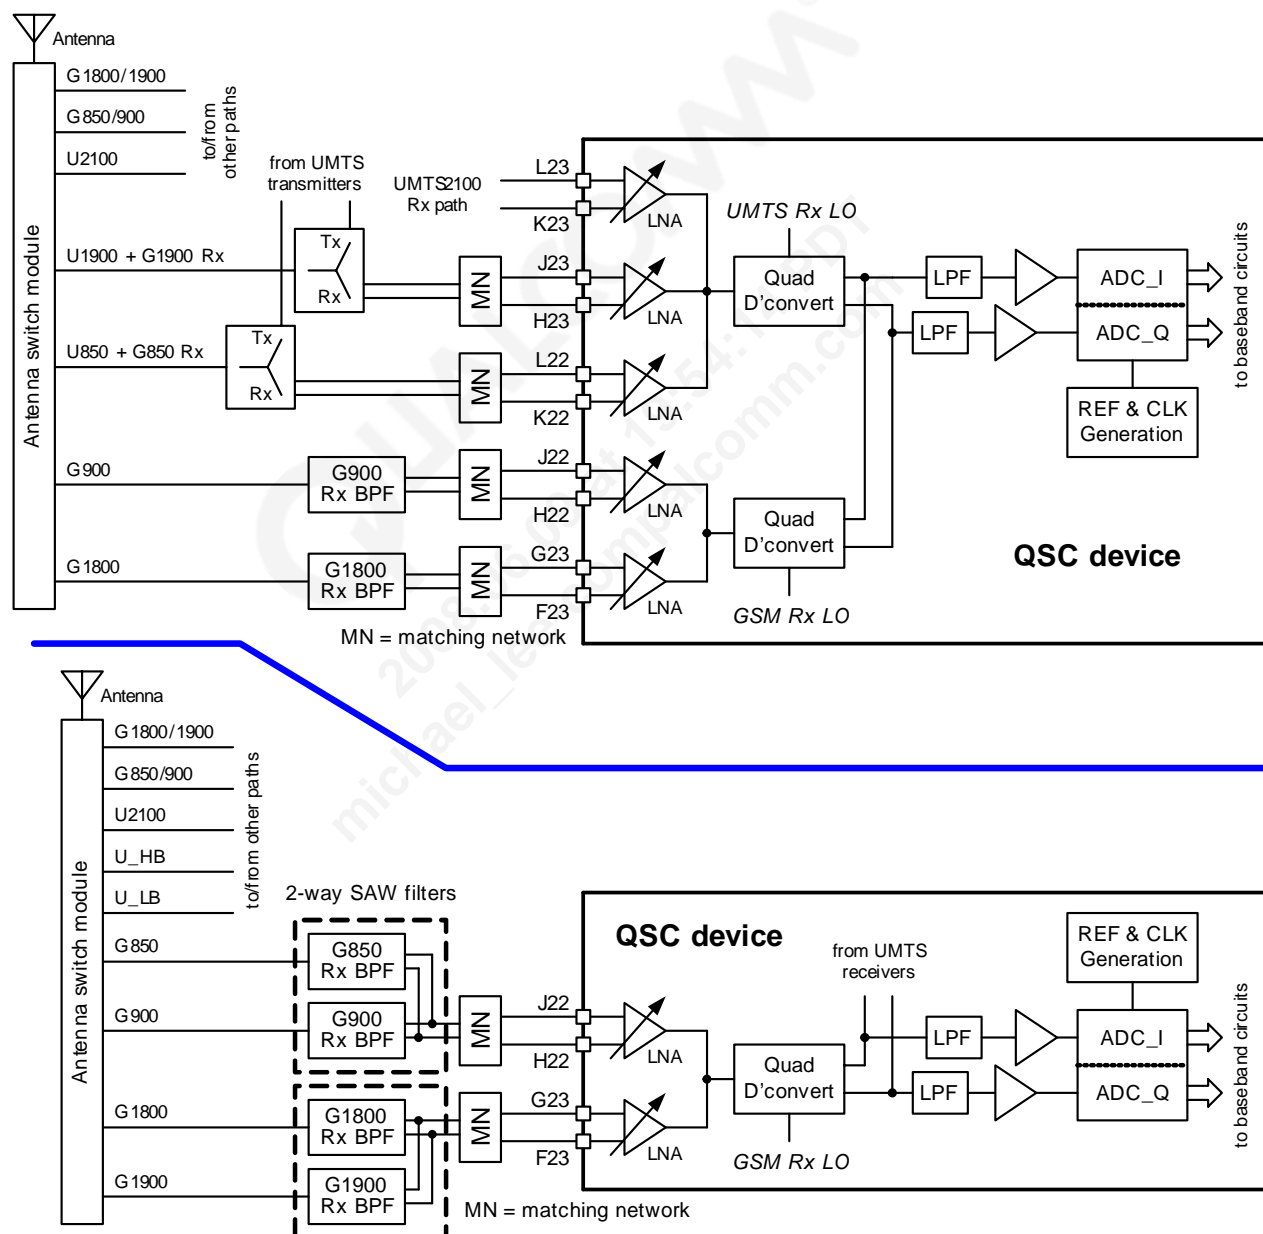 Antenna
G1800/1900
G850/900
U2100
to/from
other paths
from UMTS
transmitters
UMTS2100
Rx path
L23
K23
LNA
UMTS Rx LO
U1900 + G1900 Rx
Tx
Rx
MN
J23
H23
LNA
Quad
D'convert
LPF
ADC_I
ADC_Q
LPF
to baseband circuits
Antenna switch module
U850 + G850 Rx
Tx
Rx
MN
L22
K22
LNA
REF & CLK
Generation
G900
G900
Rx BPF
MN
J22
H22
LNA
Quad
D'convert
QSC device
G1800
G1800
Rx BPF
MN
G23
F23
LNA
GSM Rx LO
MN = matching network
Antenna
G1800/1900
G850/900
U2100
U_HB
U_LB
to/from other paths
Antenna switch module
2-way SAW filters
G850
G850
Rx BPF
G900
G900
Rx BPF
MN
J22
H22
LNA
QSC device
from UMTS
receivers
REF & CLK
Generation
Quad
D'convert
LPF
ADC_I
LPF
ADC_Q
to baseband circuits
G1800
G1800
Rx BPF
MN
G23
F23
LNA
GSM Rx LO
G1900
G1900
Rx BPF
MN = matching network
QUALCOMM